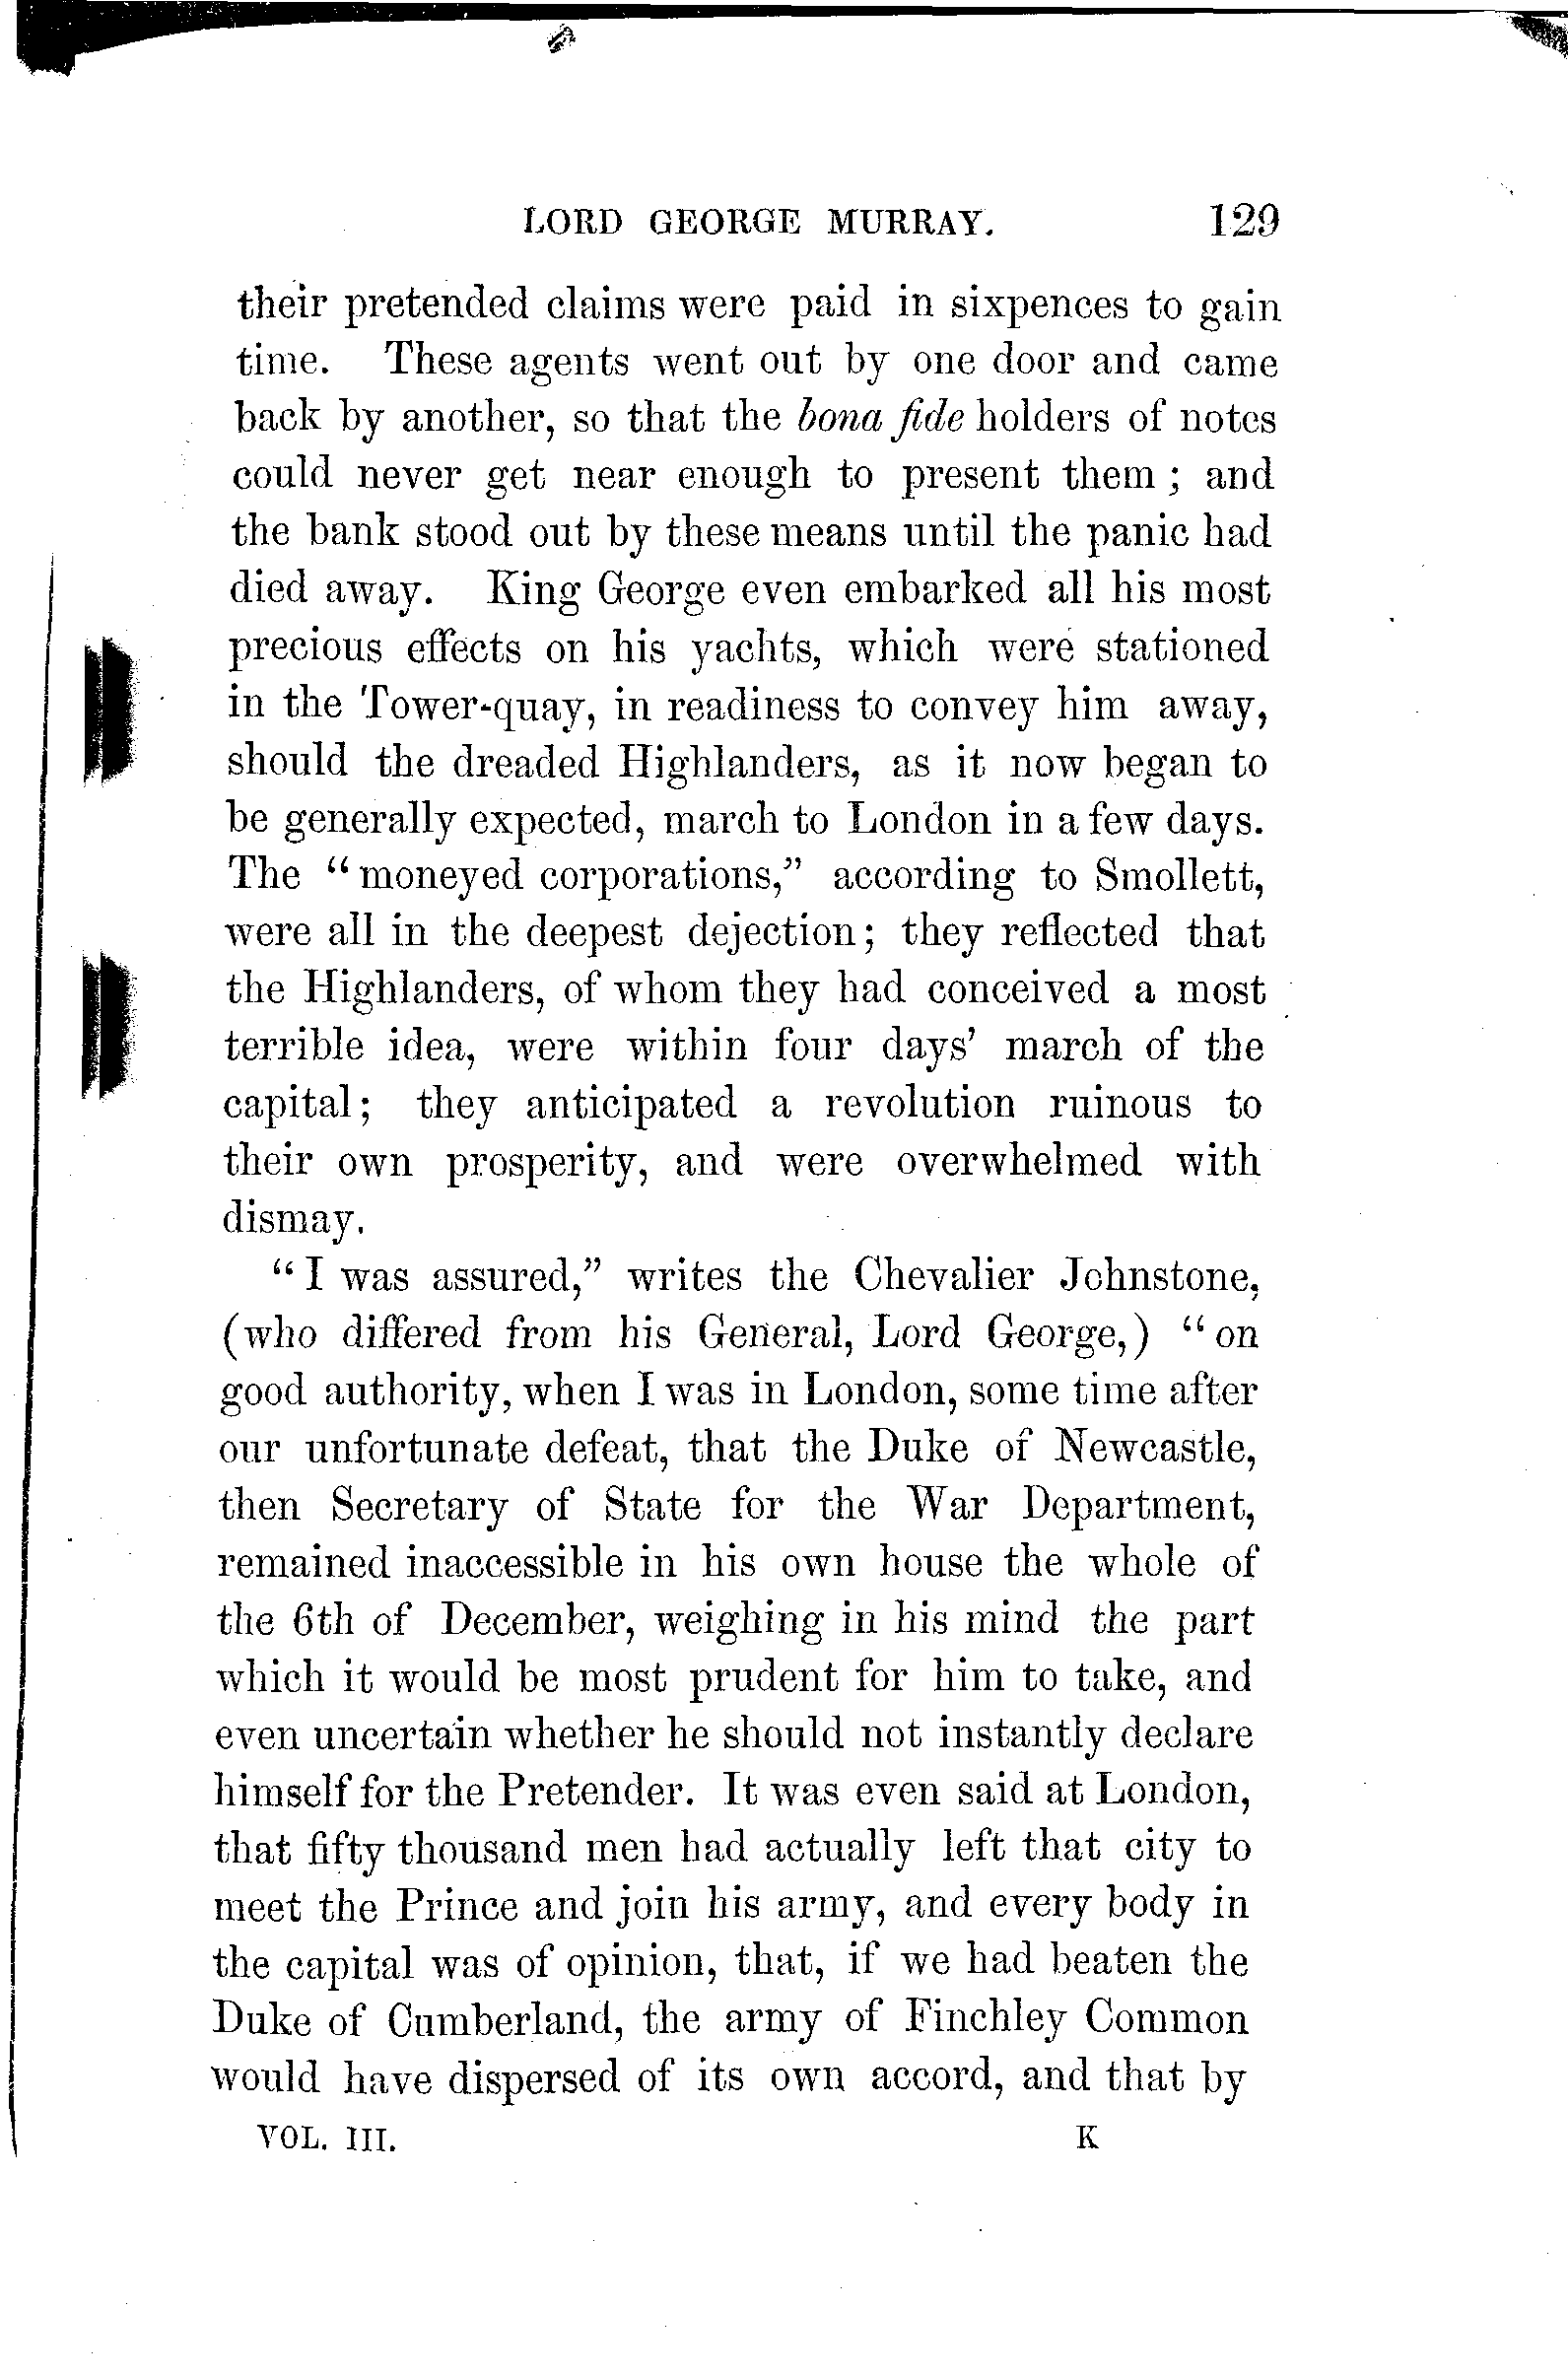 LORD GEORGE MURRAY. 129
their pretended claims were paid in sixpences to gain
time. These agents went out by one door and came
back by another, so that the bona fide holders of notes
could never get near enough to present them ; and
the bank stood out by these means until the panic had
died away. King George even embarked all his most
precious effects on his yachts, which were stationed
in the Tower-quay, in readiness to convey him away,
should the dreaded Highlanders, as it now began to
be generally expected, march to London in a few days.
The “moneyed corporations,” according to Smollett,
were all in the deepest dejection; they reflected that
the Highlanders, of whom they had conceived a most
terrible idea, were within four days’ march of the
capital; they anticipated a revolution ruinous to
their own prosperity, and were overwhelmed with
dismay.
“I was assured,” writes the Chevalier Johnstone,
(who differed from his General, Lord George,) “on
good authority, when I was in London, some time after
our unfortunate defeat, that the Duke of Newcastle,
then Secretary of State for the War Department,
remained inaccessible in his own house the whole of
the 6th of December, weighing in his mind the part
which it would be most prudent for him to take, and
even uncertain whether he should not instantly declare
himself for the Pretender. It was even said at London,
that fifty thousand men had actually left that city to
meet the Prince and join his army, and every body in
the capital was of opinion, that, if we had beaten the
Duke of Cumberland, the army of Finchley Common
would have dispersed of its own accord, and that by
VOL. III. K